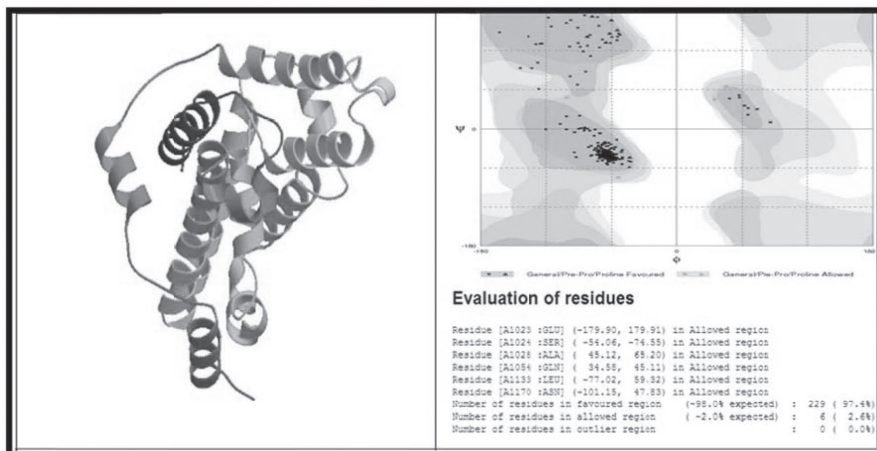 Ψ 0
-180
-180 0 180
Φ
General/Pre-Pro/Proline Favoured General/Pre-Pro/Proline Allowed
Evaluation of residues
Residue [A1023 :GLU] (-179.90, 179.91) in Allowed region
Residue [A1024 :SER] ( -54.06, -74.55) in Allowed region
Residue [A1028 :ALA] ( 45.12, 65.20) in Allowed region
Residue [A1054 :GLN] ( 34.58, 45.11) in Allowed region
Residue [A1133 :LEU] ( -77.02, 59.32) in Allowed region
Residue [A1170 :ASN] (-101.15, 47.83) in Allowed region
Number of residues in favoured region (~98.0% expected) : 229 ( 97.4%)
Number of residues in allowed region ( ~2.0% expected) : 6 ( 2.6%)
Number of residues in outlier region : 0 ( 0.0%)